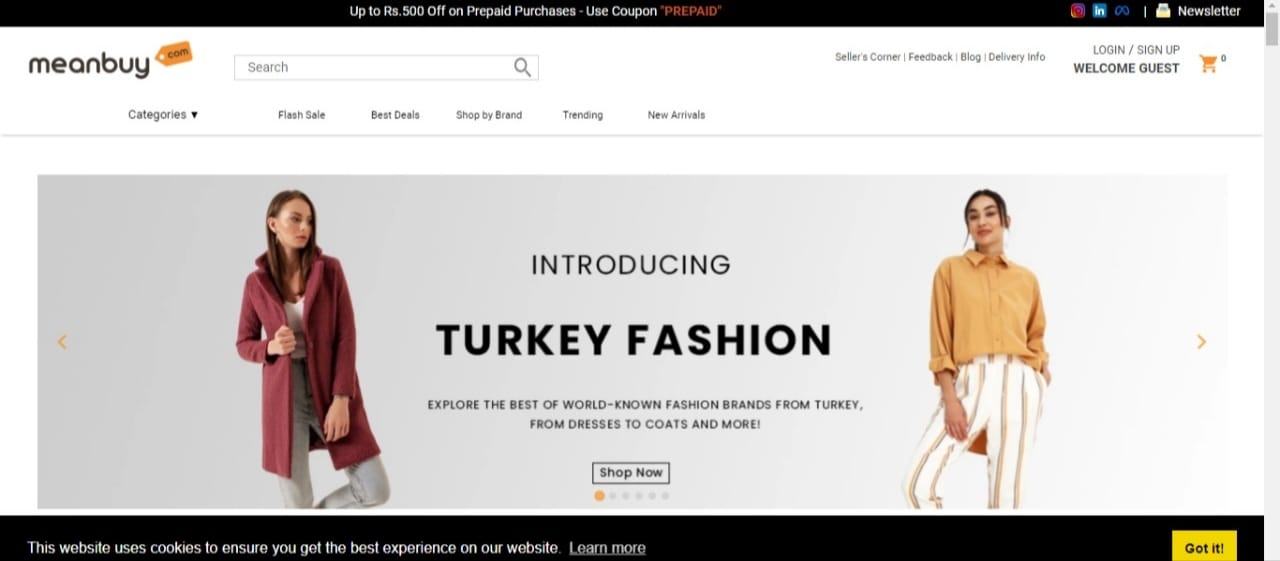 Up to Rs.500 Off on Prepaid Purchases - Use Coupon "PREPAID"
| Newsletter
meanbuy.com
Search
Seller's Corner | Feedback | Blog | Delivery Info
LOGIN / SIGN UP
WELCOME GUEST
0
Categories ▼ Flash Sale Best Deals Shop by Brand Trending New Arrivals
INTRODUCING
TURKEY FASHION
EXPLORE THE BEST OF WORLD-KNOWN FASHION BRANDS FROM TURKEY,
FROM DRESSES TO COATS AND MORE!
Shop Now
This website uses cookies to ensure you get the best experience on our website. Learn more
Got it!